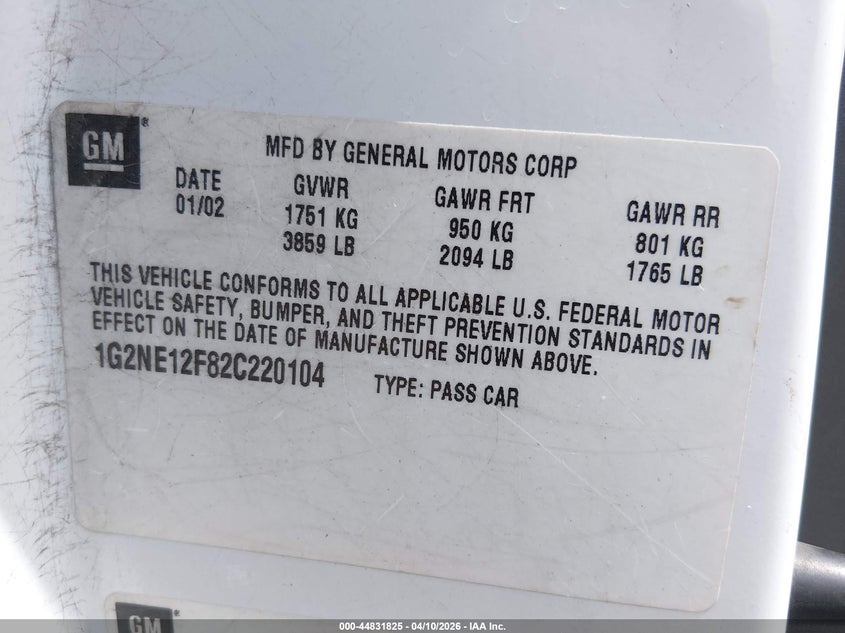 GM®
MFD BY GENERAL MOTORS CORP
DATE GVWR GAWR FRT GAWR RR
01/02 1751 KG 950 KG 801 KG
3859 LB 2094 LB 1765 LB
THIS VEHICLE CONFORMS TO ALL APPLICABLE U.S. FEDERAL MOTOR
VEHICLE SAFETY, BUMPER, AND THEFT PREVENTION STANDARDS IN
EFFECT ON THE DATE OF MANUFACTURE SHOWN ABOVE.
1G2NE12F82C220104 TYPE: PASS CAR
GM®
000-44831825 - 04/10/2026 - IAA Inc.